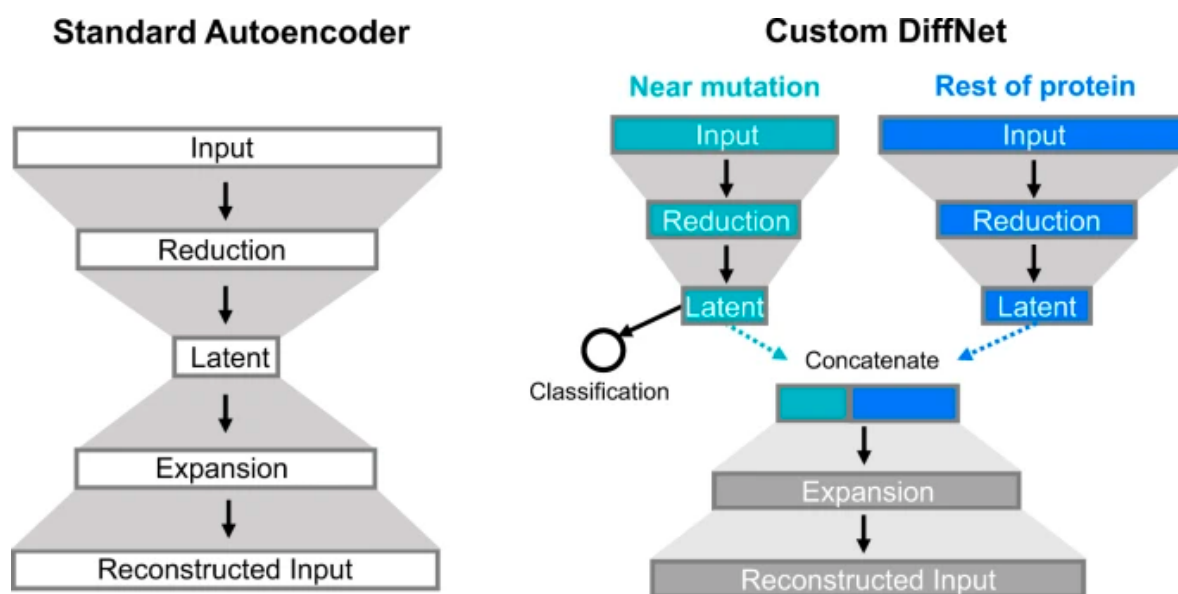 Standard Autoencoder
Input
Reduction
Latent
Expansion
Reconstructed Input
Custom DiffNet
Near mutation
Rest of protein
Input
Input
Reduction
Reduction
Latent
Latent
Classification
Concatenate
Expansion
Reconstructed Input